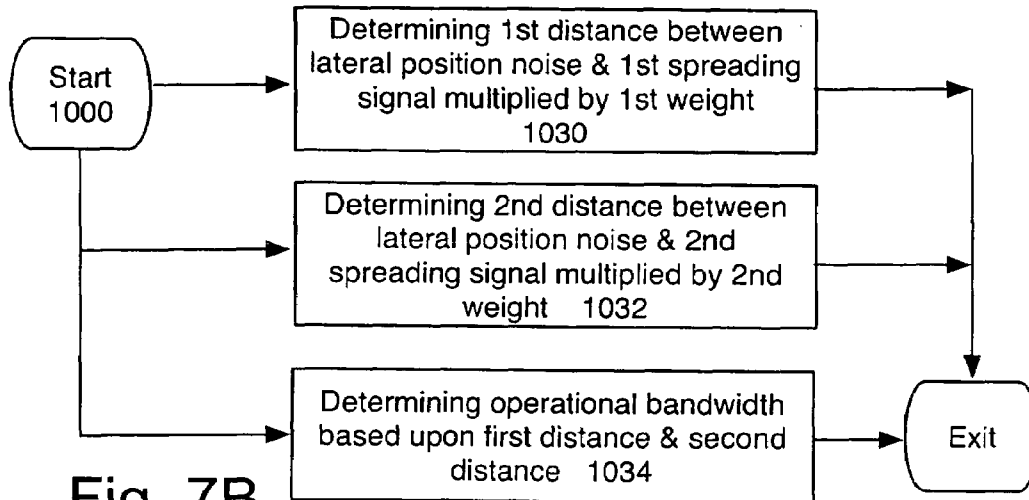 Start
1000
Determining 1st distance between
lateral position noise & 1st spreading
signal multiplied by 1st weight
1030
Determining 2nd distance between
lateral position noise & 2nd
spreading signal multiplied by 2nd
weight 1032
Determining operational bandwidth
based upon first distance & second
distance 1034
Exit
Fig. 7B